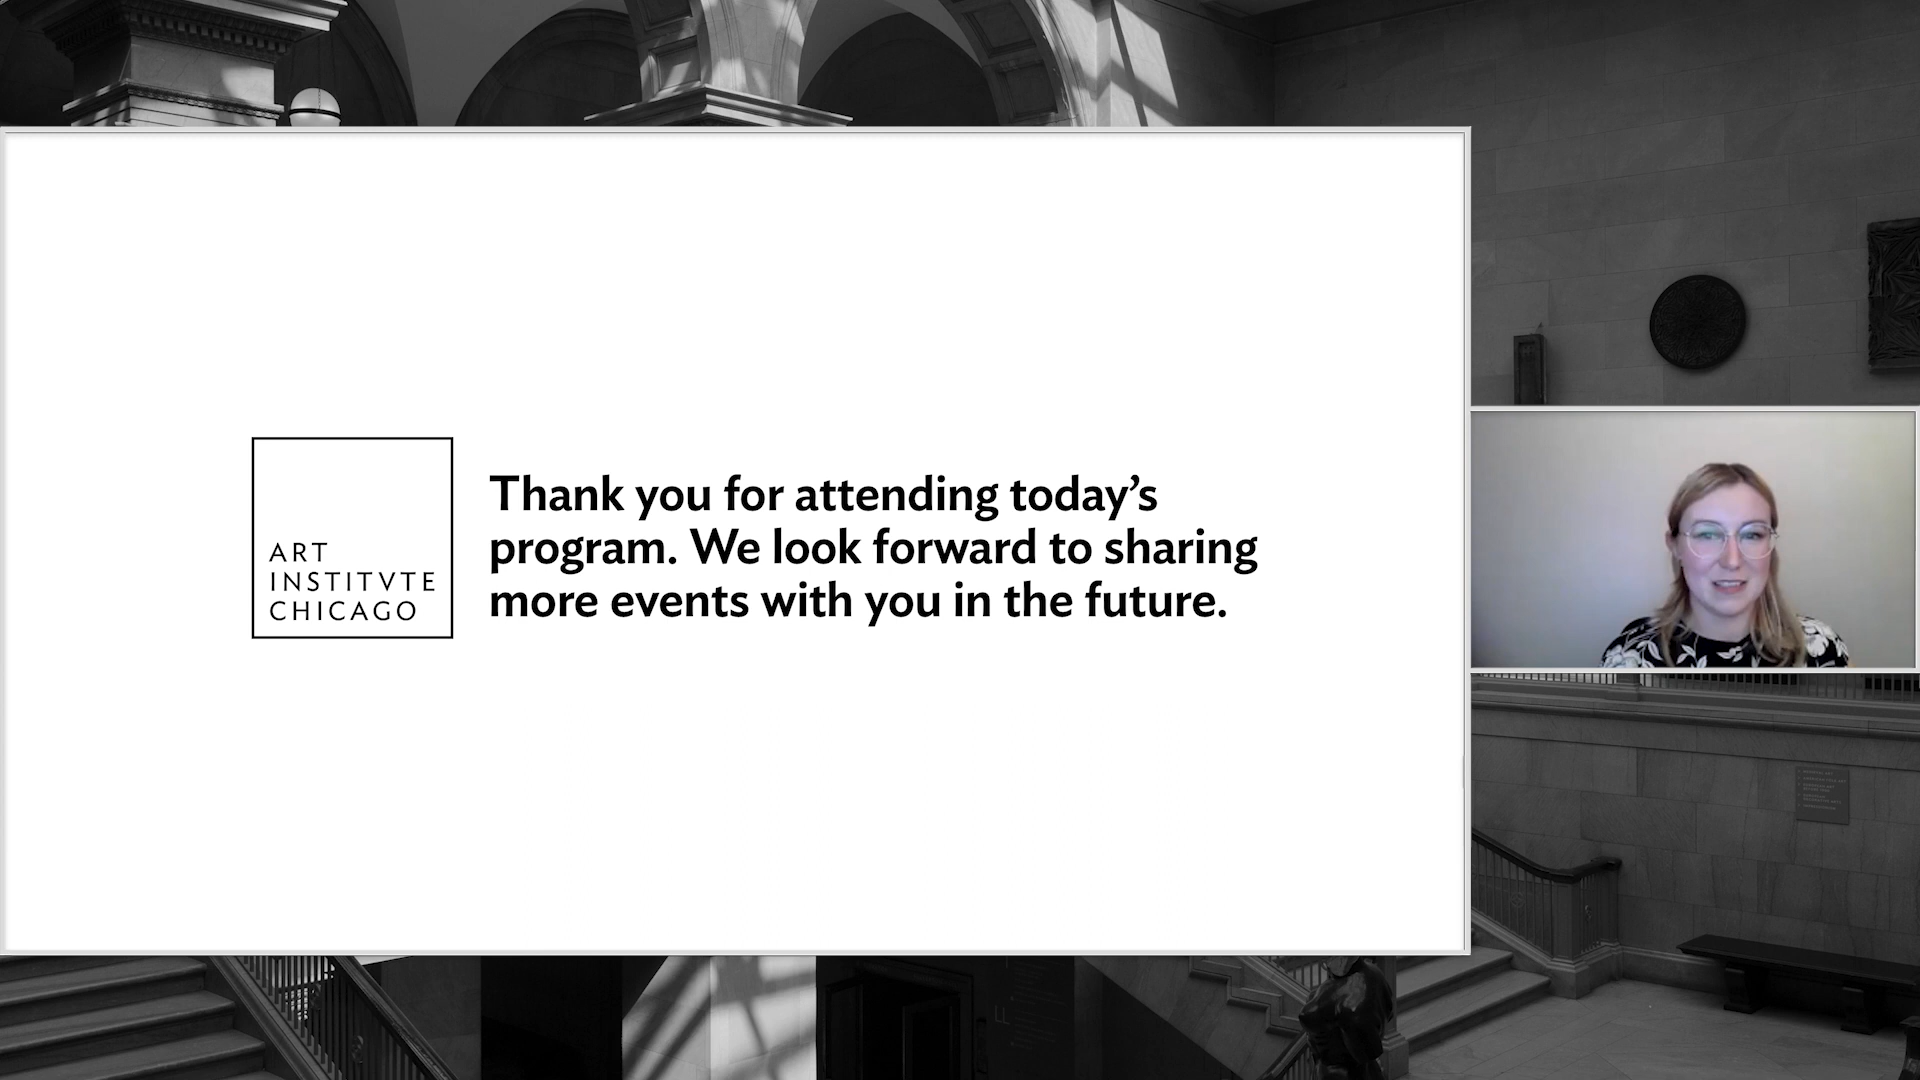 ART
INSTITVTE
CHICAGO
Thank you for attending today’s
program. We look forward to sharing
more events with you in the future.